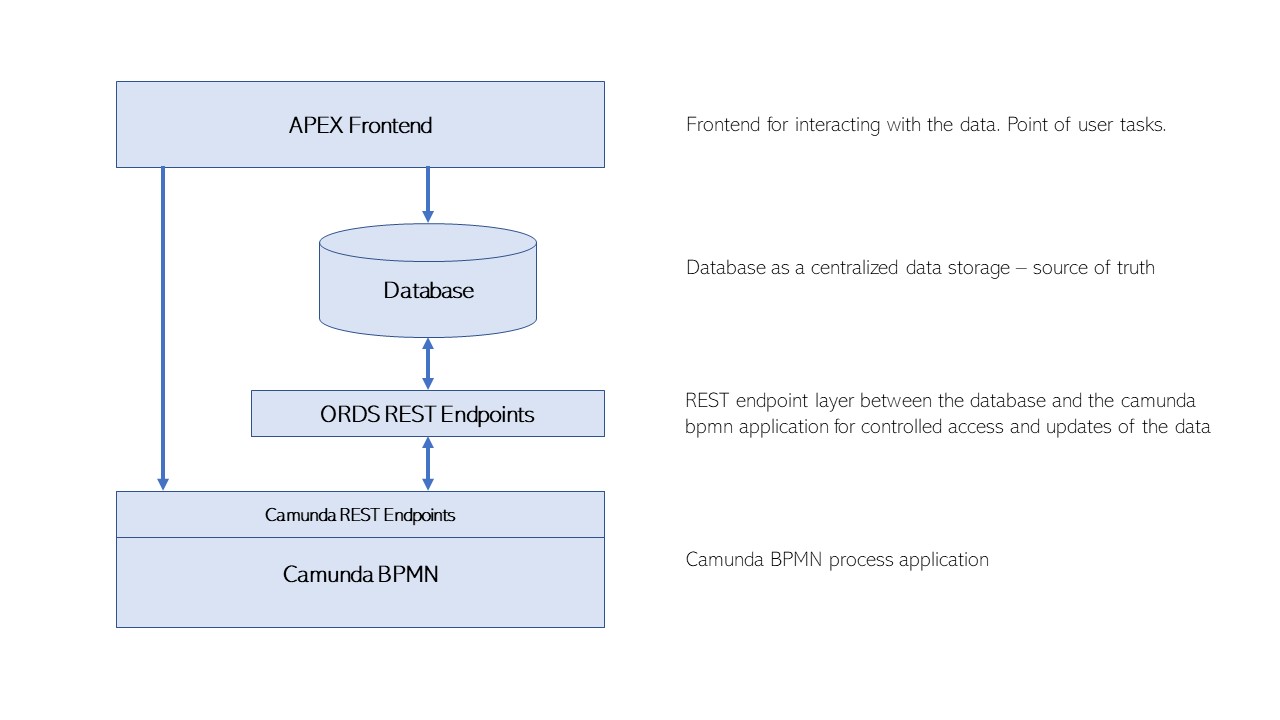 APEX Frontend
Frontend for interacting with the data. Point of user tasks.
Database as a centralized data storage – source of truth
Database
REST endpoint layer between the database and the camunda
bpmn application for controlled access and updates of the data
ORDS REST Endpoints
Camunda REST Endpoints
Camunda BPMN process application
Camunda BPMN